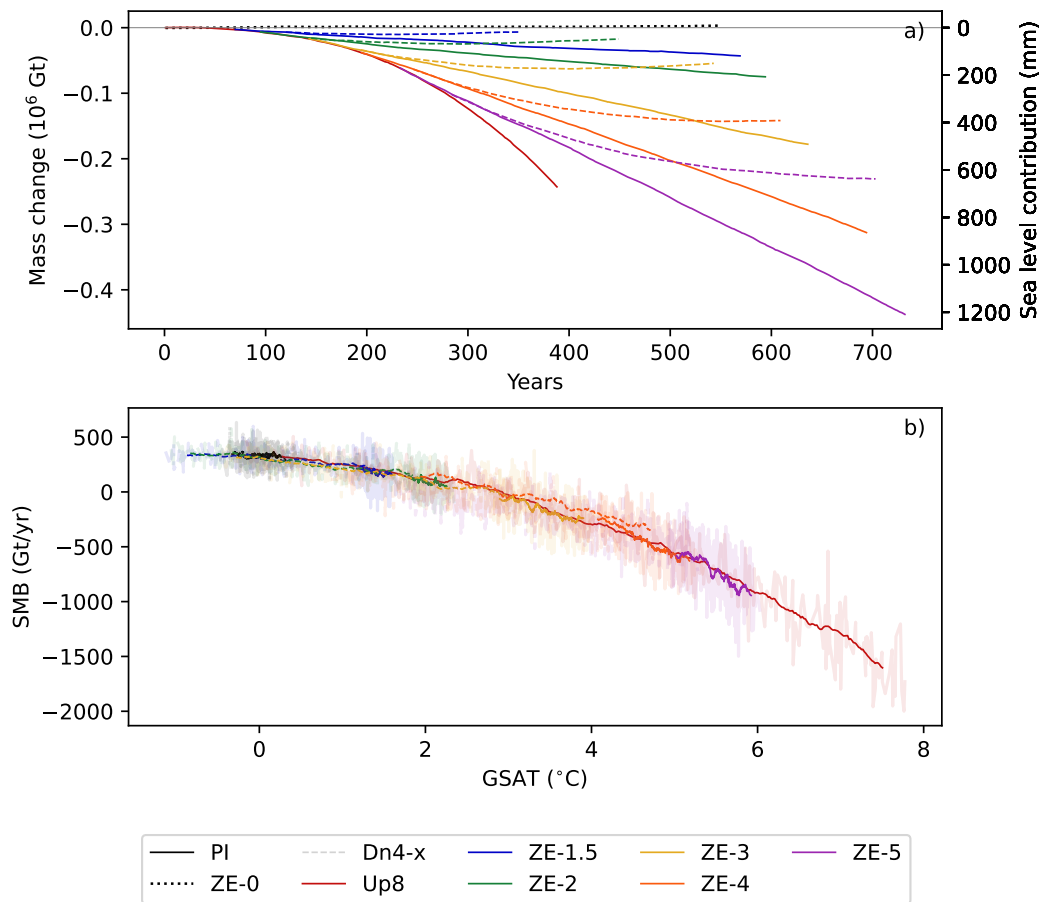 a)
0.0
−0.1
−0.2
−0.3
−0.4
Mass change (10⁶ Gt)
0
200
400
600
800
1000
1200
Sea level contribution (mm)
0 100 200 300 400 500 600 700
Years
b)
500
0
−500
−1000
−1500
−2000
SMB (Gt/yr)
0 2 4 6 8
GSAT (°C)
PI Dn4-x ZE-1.5 ZE-3 ZE-5
ZE-0 Up8 ZE-2 ZE-4